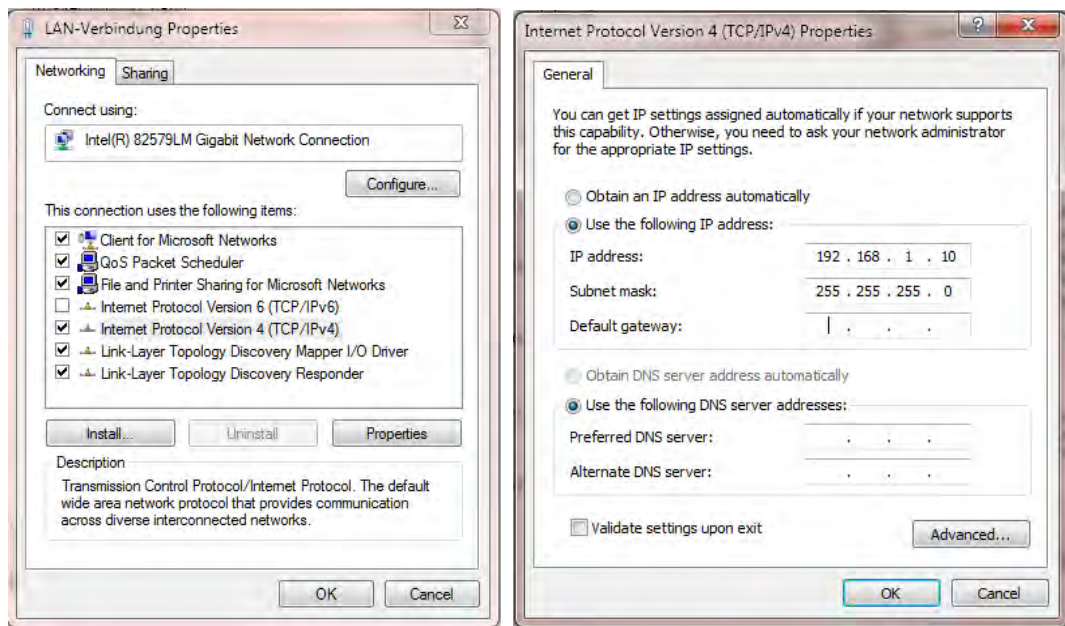 LAN-Verbindung Properties
Networking
Sharing
Connect using:
Intel(R) 82579LM Gigabit Network Connection
Configure...
This connection uses the following items:
Client for Microsoft Networks
QoS Packet Scheduler
File and Printer Sharing for Microsoft Networks
Internet Protocol Version 6 (TCP/IPv6)
Internet Protocol Version 4 (TCP/IPv4)
Link-Layer Topology Discovery Mapper I/O Driver
Link-Layer Topology Discovery Responder
Install...
Uninstall
Properties
Description
Transmission Control Protocol/Internet Protocol. The default
wide area network protocol that provides communication
across diverse interconnected networks.
OK
Cancel
Internet Protocol Version 4 (TCP/IPv4) Properties
General
You can get IP settings assigned automatically if your network supports
this capability. Otherwise, you need to ask your network administrator
for the appropriate IP settings.
Obtain an IP address automatically
Use the following IP address:
IP address: 192 . 168 . 1 . 10
Subnet mask: 255 . 255 . 255 . 0
Default gateway: . . .
Obtain DNS server address automatically
Use the following DNS server addresses:
Preferred DNS server: . . .
Alternate DNS server: . . .
Validate settings upon exit
Advanced...
OK
Cancel